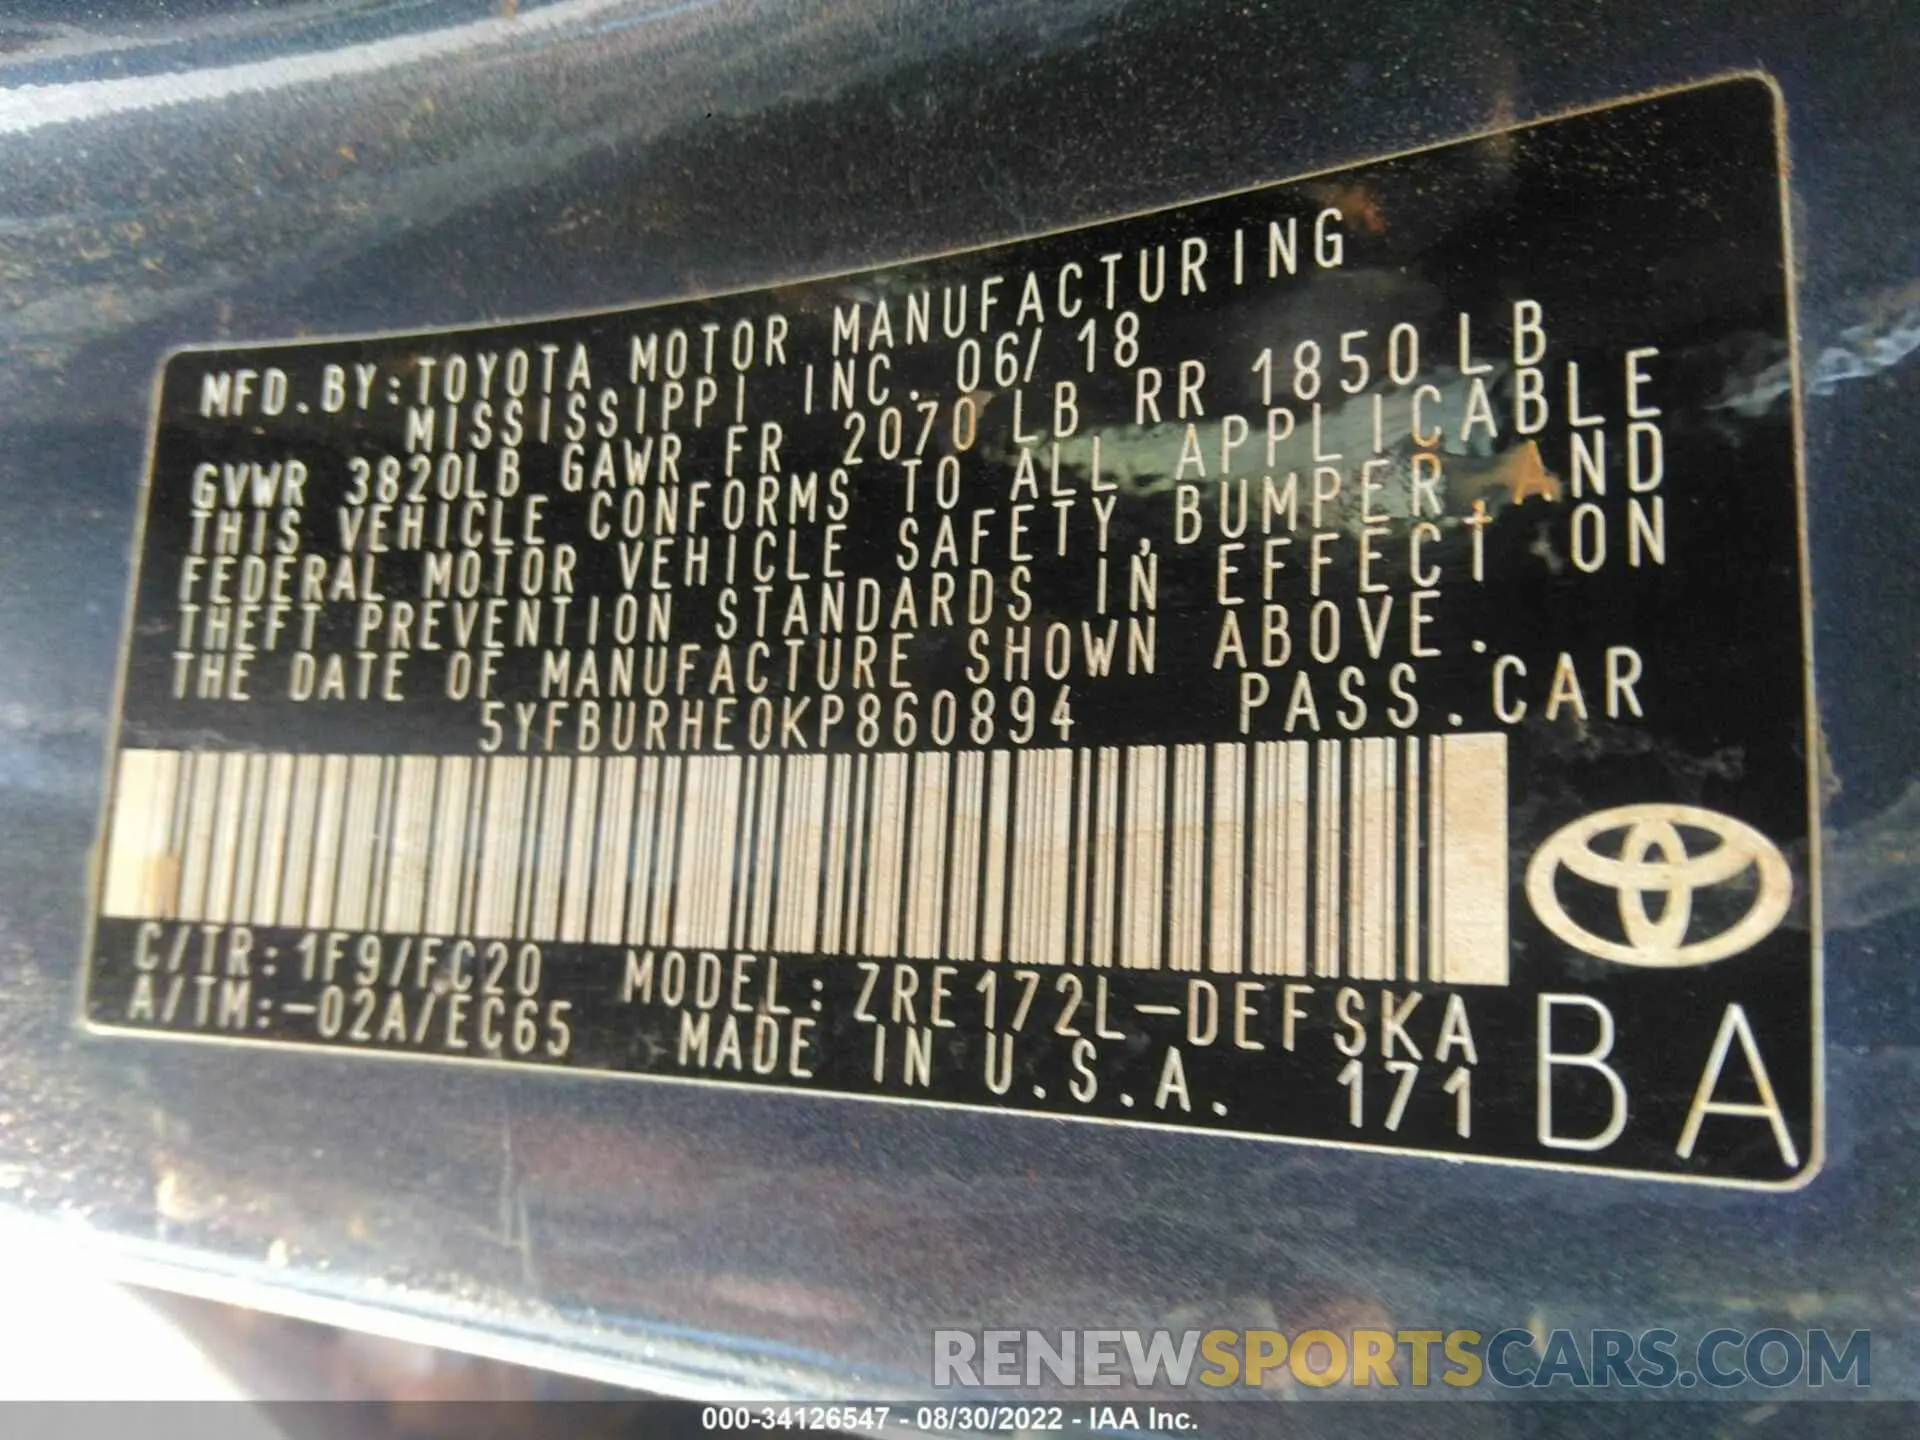 MFD.BY:TOYOTA MOTOR MANUFACTURING
MISSISSIPPI INC. 06/18
GVWR 3820LB GAWR FR 2070LB RR 1850LB
THIS VEHICLE CONFORMS TO ALL APPLICABLE
FEDERAL MOTOR VEHICLE SAFETY,BUMPER,AND
THEFT PREVENTION STANDARDS IN EFFECT ON
THE DATE OF MANUFACTURE SHOWN ABOVE.
5YFBURHE0KP860894 PASS.CAR
C/TR:1F9/FC20 MODEL:ZRE172L-DEFSKA
A/TM:-02A/EC65 MADE IN U.S.A. 171
BA
RENEWSPORTSCARS.COM
000-34126547 - 08/30/2022 - IAA Inc.